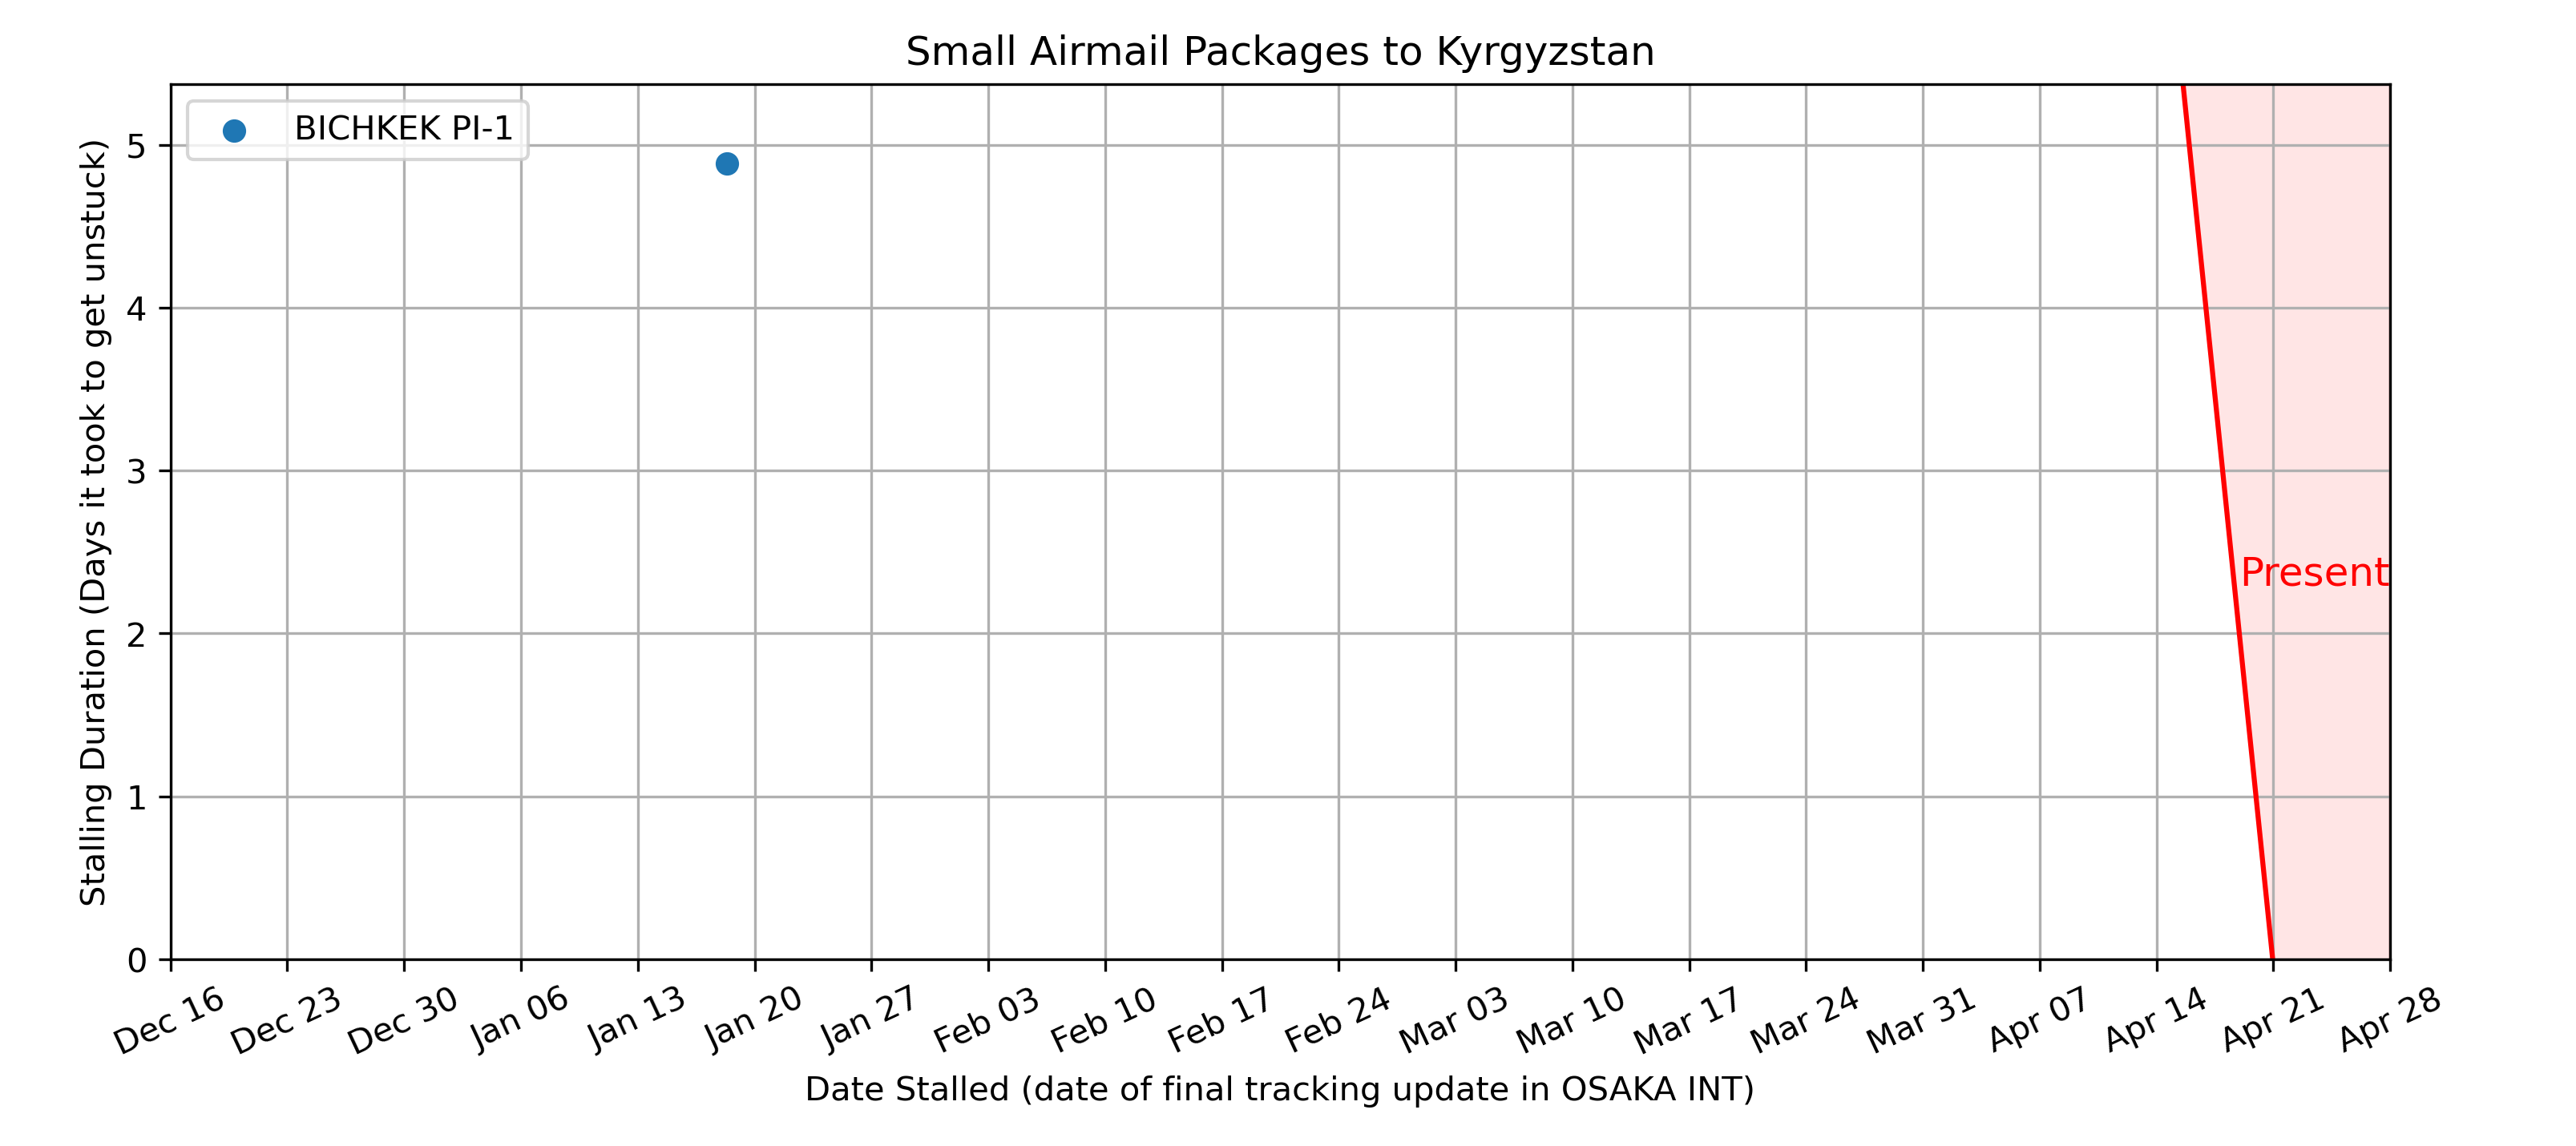 Small Airmail Packages to Kyrgyzstan
BICHKEK PI-1
Stalling Duration (Days it took to get unstuck)
5
4
3
2
1
0
Present
Dec 16
Dec 23
Dec 30
Jan 06
Jan 13
Jan 20
Jan 27
Feb 03
Feb 10
Feb 17
Feb 24
Mar 03
Mar 10
Mar 17
Mar 24
Mar 31
Apr 07
Apr 14
Apr 21
Apr 28
Date Stalled (date of final tracking update in OSAKA INT)